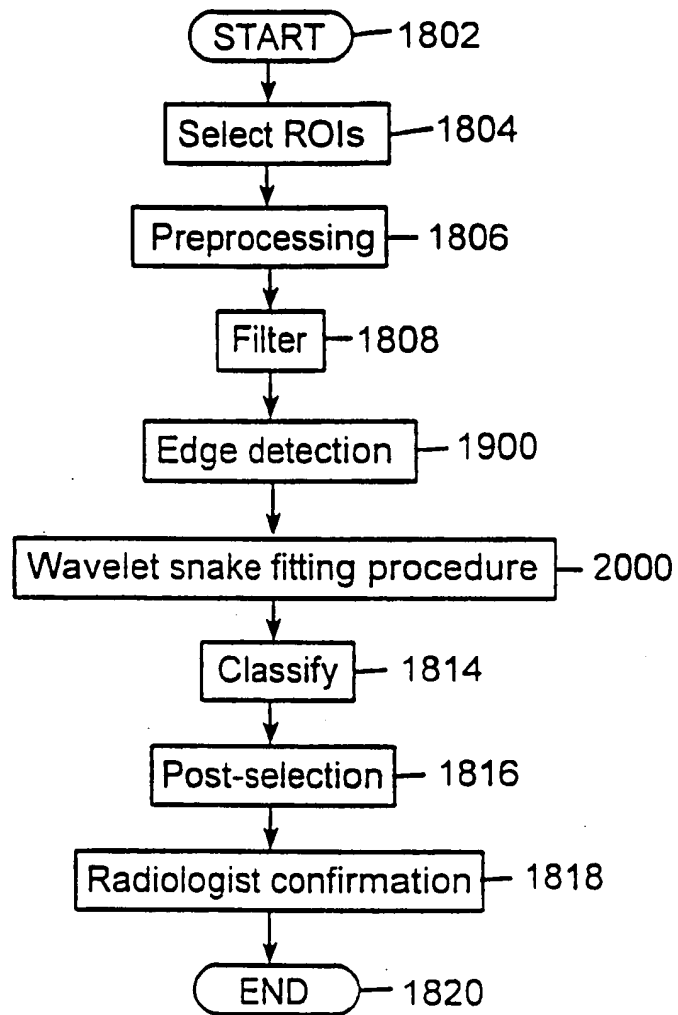 START 1802
Select ROIs 1804
Preprocessing 1806
Filter 1808
Edge detection 1900
Wavelet snake fitting procedure 2000
Classify 1814
Post-selection 1816
Radiologist confirmation 1818
END 1820